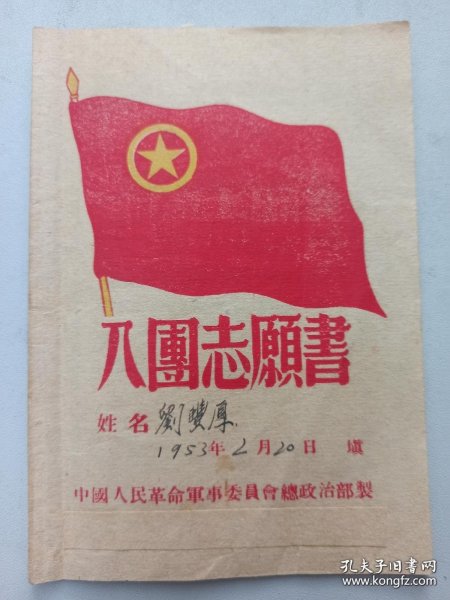 入團志願書
姓名 劉豐厚
1953年2月20日 填
中國人民革命軍事委員會總政治部製
孔夫子旧书网
www.kongfz.com